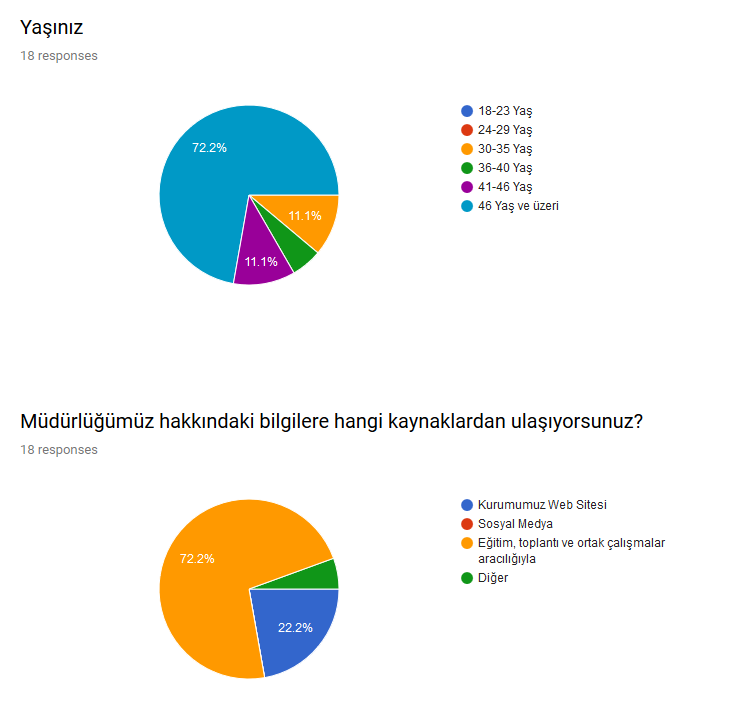 Yaşınız
18 responses
72.2%
11.1%
11.1%
18-23 Yaş
24-29 Yaş
30-35 Yaş
36-40 Yaş
41-46 Yaş
46 Yaş ve üzeri
Müdürlüğümüz hakkındaki bilgilere hangi kaynaklardan ulaşıyorsunuz?
18 responses
72.2%
22.2%
Kurumumuz Web Sitesi
Sosyal Medya
Eğitim, toplantı ve ortak çalışmalar
aracılığıyla
Diğer